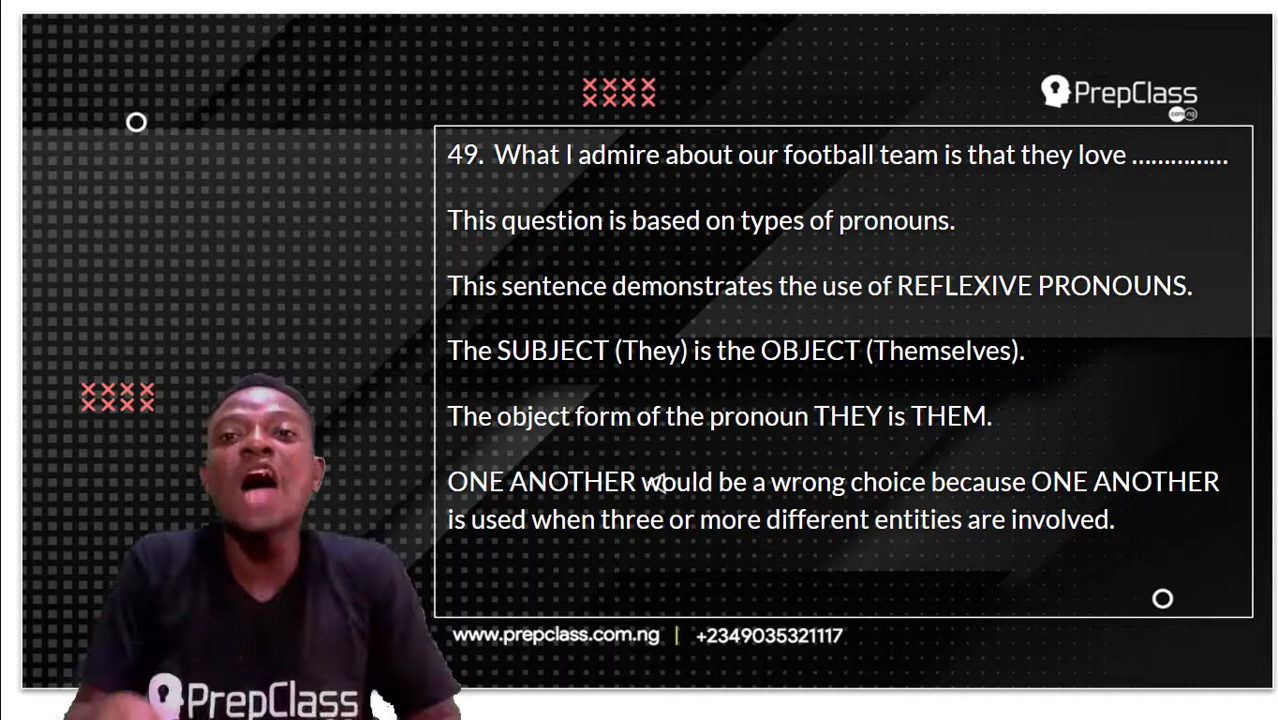 PrepClass
.com.ng
49. What I admire about our football team is that they love ……………
This question is based on types of pronouns.
This sentence demonstrates the use of REFLEXIVE PRONOUNS.
The SUBJECT (They) is the OBJECT (Themselves).
The object form of the pronoun THEY is THEM.
ONE ANOTHER would be a wrong choice because ONE ANOTHER
is used when three or more different entities are involved.
www.prepclass.com.ng | +2349035321117
PrepClass